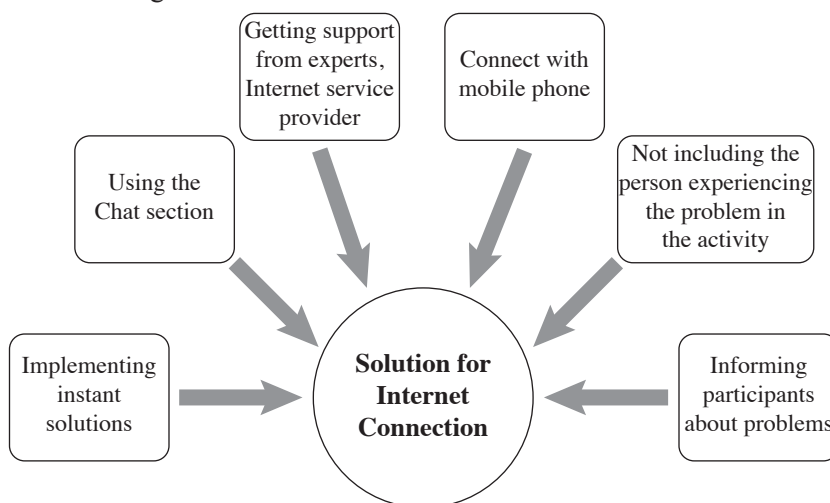 Getting support
from experts,
Internet service
provider
Connect with
mobile phone
Using the
Chat section
Not including the
person experiencing
the problem in
the activity
Implementing
instant
solutions
Solution for
Internet
Connection
Informing
participants
about problems